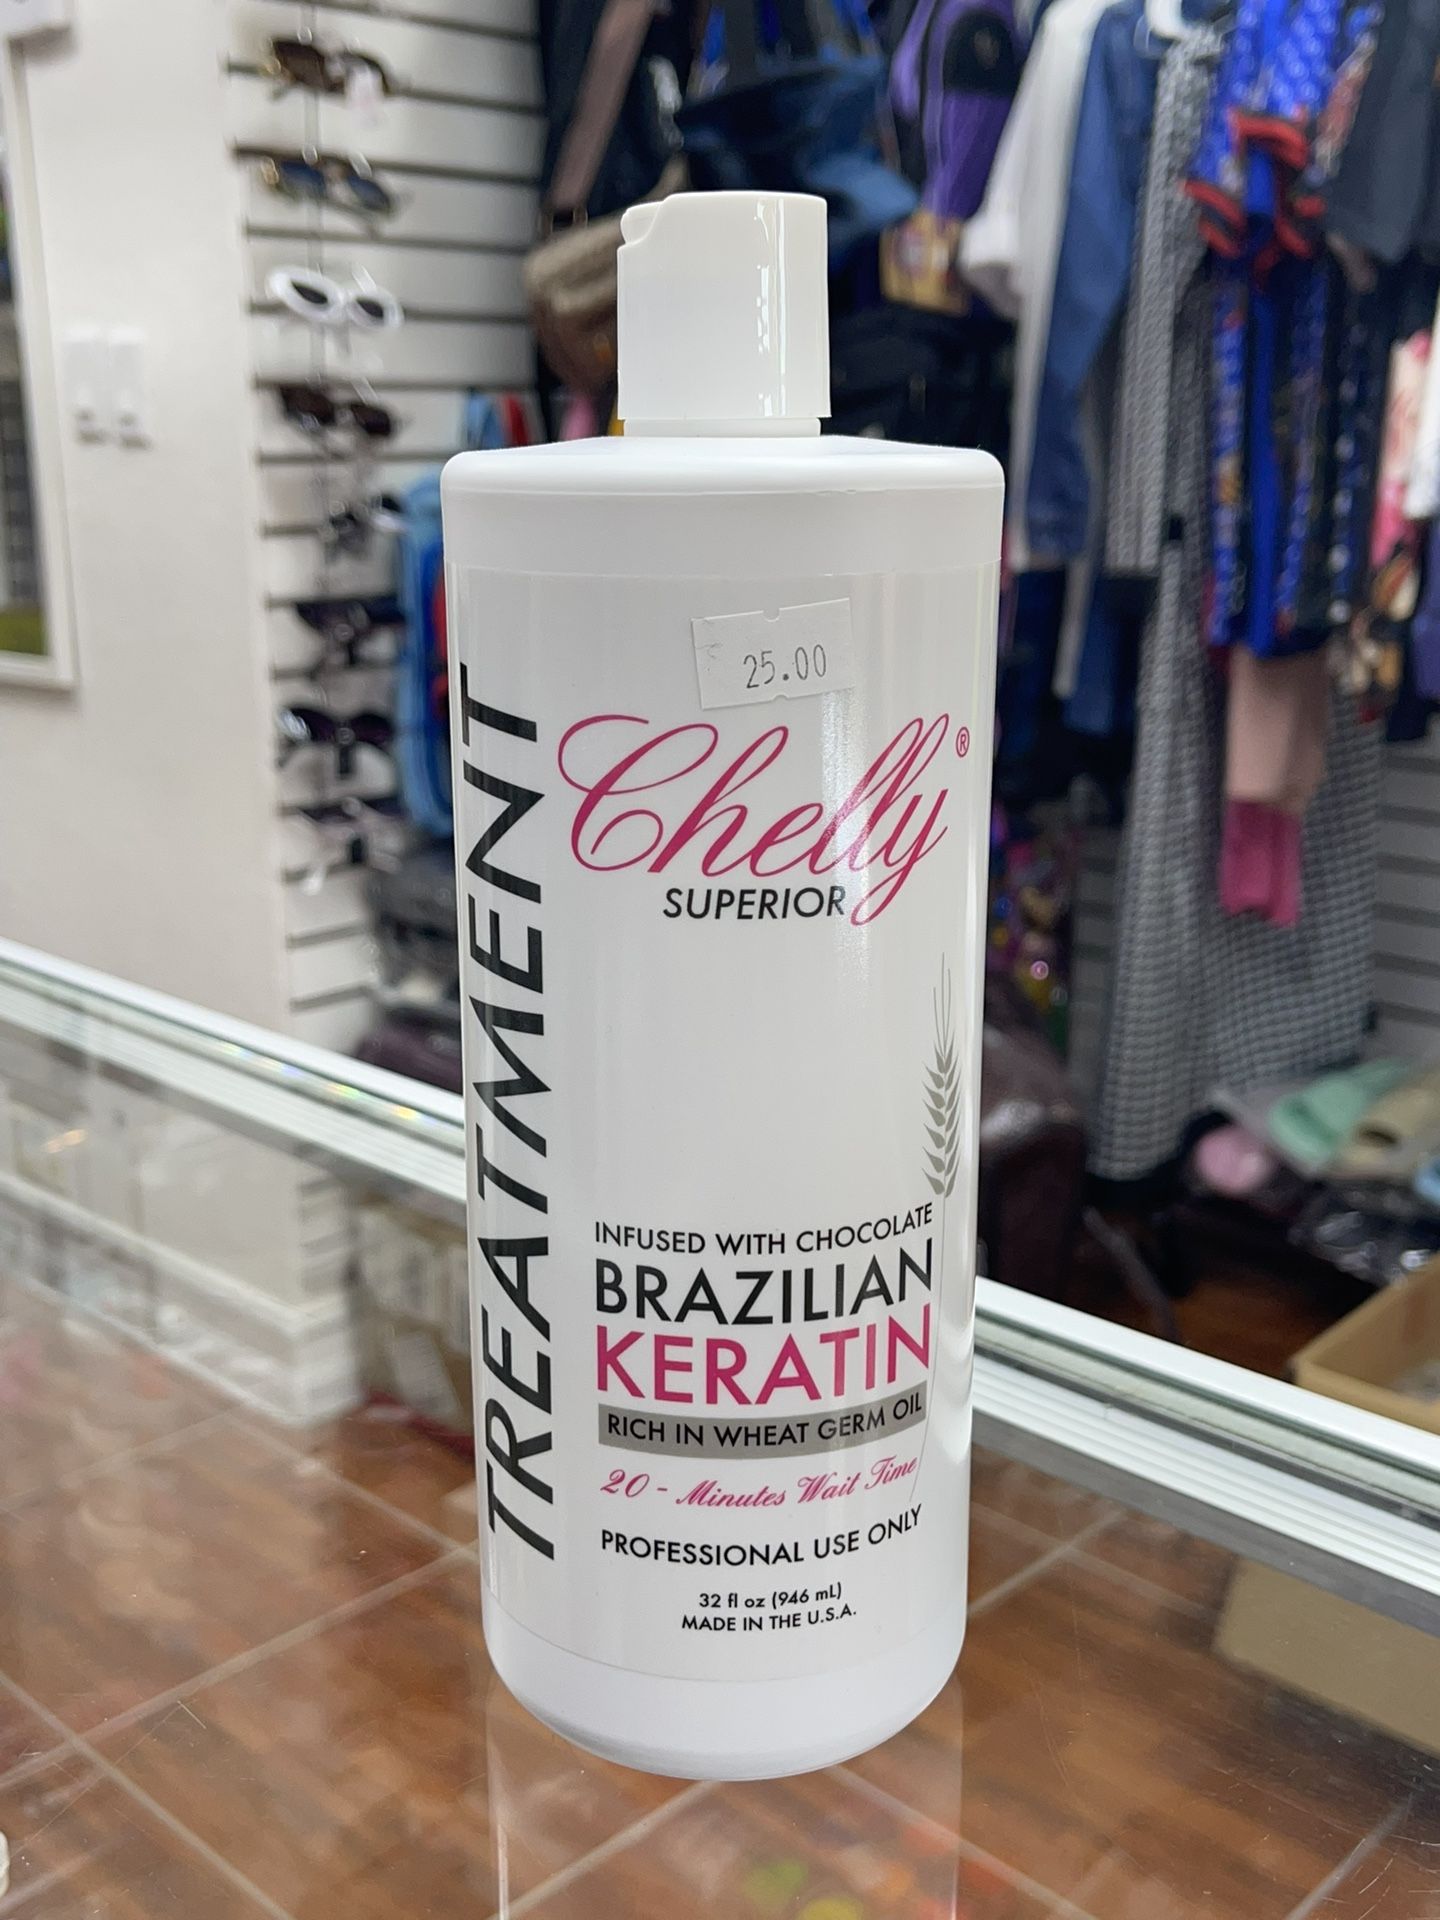 25.00
Chelly®
SUPERIOR
TREATMENT
INFUSED WITH CHOCOLATE
BRAZILIAN
KERATIN
RICH IN WHEAT GERM OIL
20 - Minutes Wait Time
PROFESSIONAL USE ONLY
32 fl oz (946 mL)
MADE IN THE U.S.A.